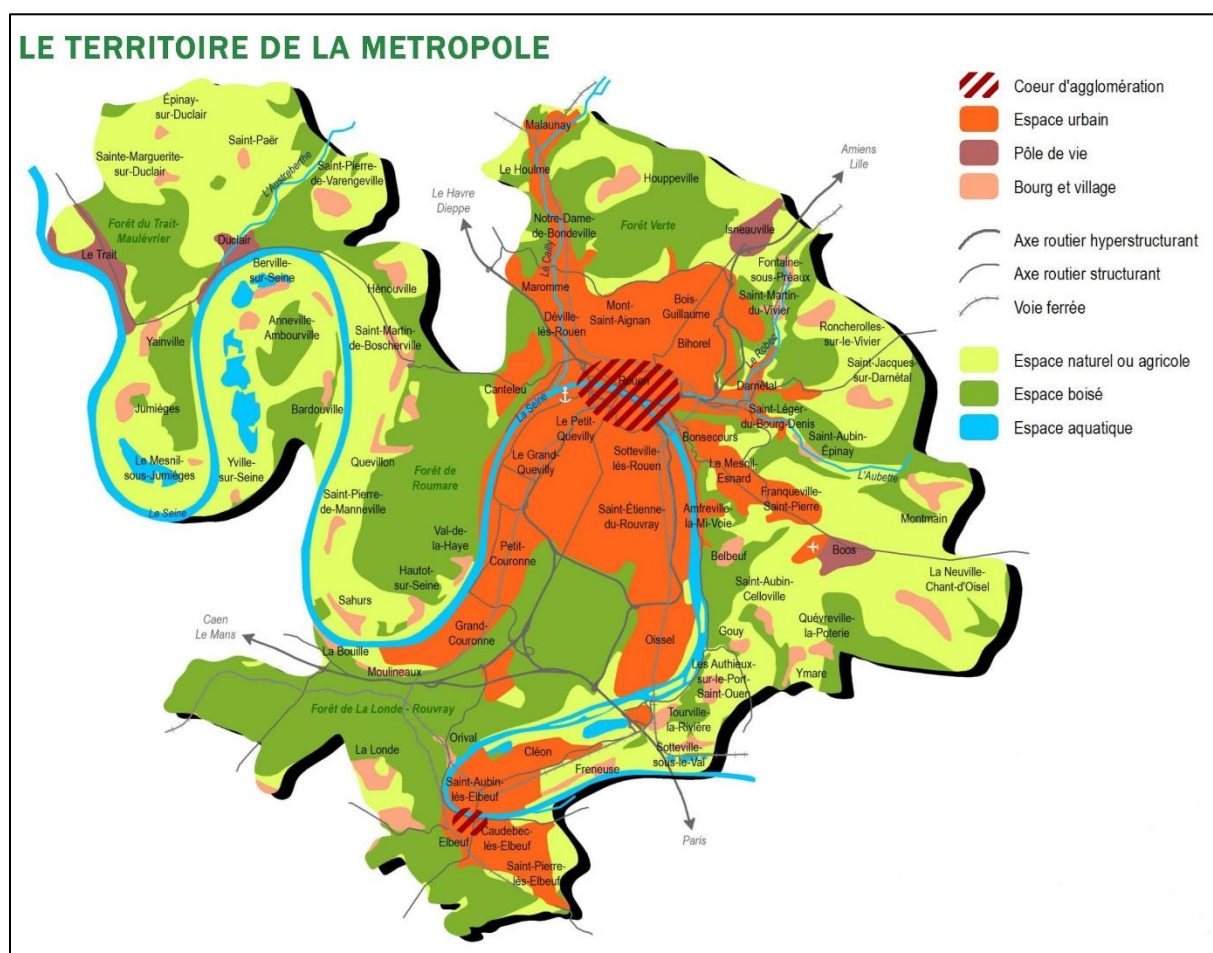 LE TERRITOIRE DE LA METROPOLE
Coeur d'agglomération
Espace urbain
Pôle de vie
Bourg et village
Axe routier hyperstructurant
Axe routier structurant
Voie ferrée
Espace naturel ou agricole
Espace boisé
Espace aquatique
Épinay-
sur-Duclair
Saint-Paër
Sainte-Marguerite-
sur-Duclair
L'Austreberthe
Saint-Pierre-
de-Varengeville
Forêt du Trait-
Maulévrier
Le Trait
Duclair
Berville-
sur-Seine
Hénouville
Anneville-
Ambourville
Saint-Martin-
de-Boscherville
Yainville
Jumièges
Bardouville
Le Mesnil-
sous-Jumièges
Yville-
sur-Seine
La Seine
Quevillon
Forêt de
Roumare
Saint-Pierre-
de-Manneville
Val-de-
la-Haye
Hautot-
sur-Seine
Sahurs
Le Havre
Dieppe
Malaunay
Le Houlme
Houppeville
Notre-Dame-
de-Bondeville
Forêt Verte
Le Cailly
Maromme
Amiens
Lille
Isneauville
Fontaine-
sous-Préaux
Saint-Martin-
du-Vivier
Mont-
Saint-Aignan
Bois-
Guillaume
Bihorel
Déville-
lès-Rouen
Roncherolles-
sur-le-Vivier
Saint-Jacques-
sur-Darnétal
Le Robec
Canteleu
Rouen
Darnétal
La Seine
Saint-Léger-
du-Bourg-Denis
Le Petit-
Quevilly
Bonsecours
Saint-Aubin-
Épinay
Le Grand-
Quevilly
Sotteville-
lès-Rouen
Le Mesnil-
Esnard
L'Aubette
Franqueville-
Saint-Pierre
Montmain
Saint-Étienne-
du-Rouvray
Amfreville-
la-Mi-Voie
Belbeuf
Boos
Petit-
Couronne
La Neuville-
Chant-d'Oisel
Saint-Aubin-
Celloville
Quévreville-
la-Poterie
Gouy
Ymare
Grand-
Couronne
Oissel
Les Authieux-
sur-le-Port-
Saint-Ouen
Caen
Le Mans
La Bouille
Moulineaux
Forêt de La Londe - Rouvray
Tourville-
la-Rivière
Orival
Cléon
Sotteville-
sous-le-Val
La Londe
Freneuse
Saint-Aubin-
lès-Elbeuf
Elbeuf
Caudebec-
lès-Elbeuf
Paris
Saint-Pierre-
lès-Elbeuf